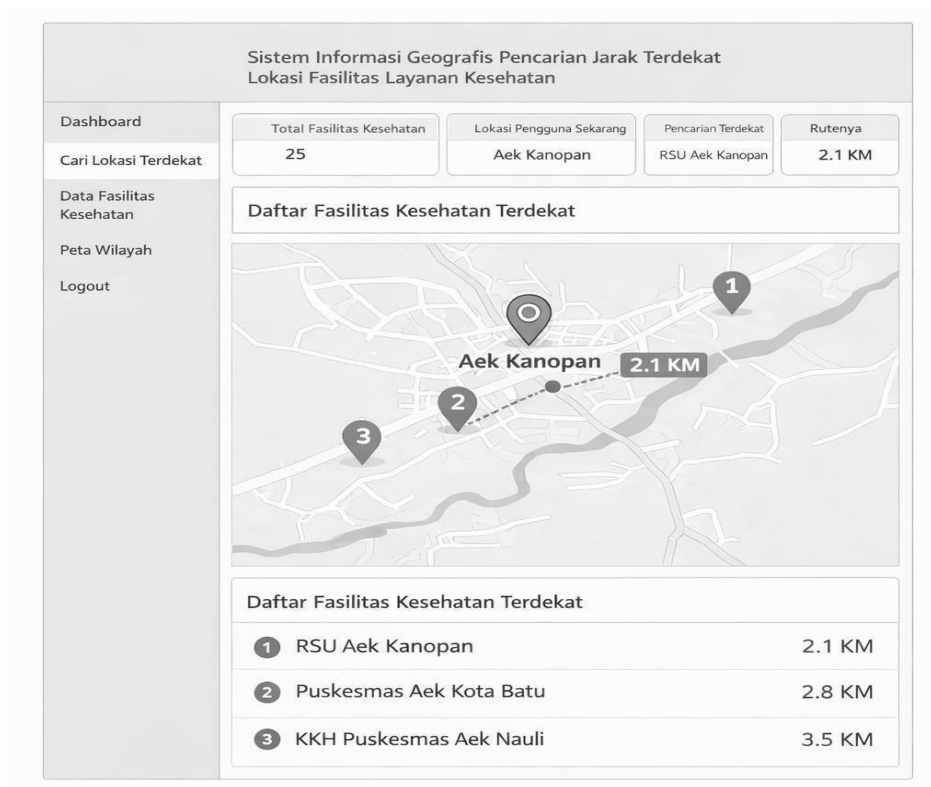 Sistem Informasi Geografis Pencarian Jarak Terdekat
Lokasi Fasilitas Layanan Kesehatan
Dashboard
Cari Lokasi Terdekat
Data Fasilitas
Kesehatan
Peta Wilayah
Logout
Total Fasilitas Kesehatan
25
Lokasi Pengguna Sekarang
Aek Kanopan
Pencarian Terdekat
RSU Aek Kanopan
Rutenya
2.1 KM
Daftar Fasilitas Kesehatan Terdekat
1
Aek Kanopan
2.1 KM
2
3
Daftar Fasilitas Kesehatan Terdekat
1 RSU Aek Kanopan 2.1 KM
2 Puskesmas Aek Kota Batu 2.8 KM
3 KKH Puskesmas Aek Nauli 3.5 KM